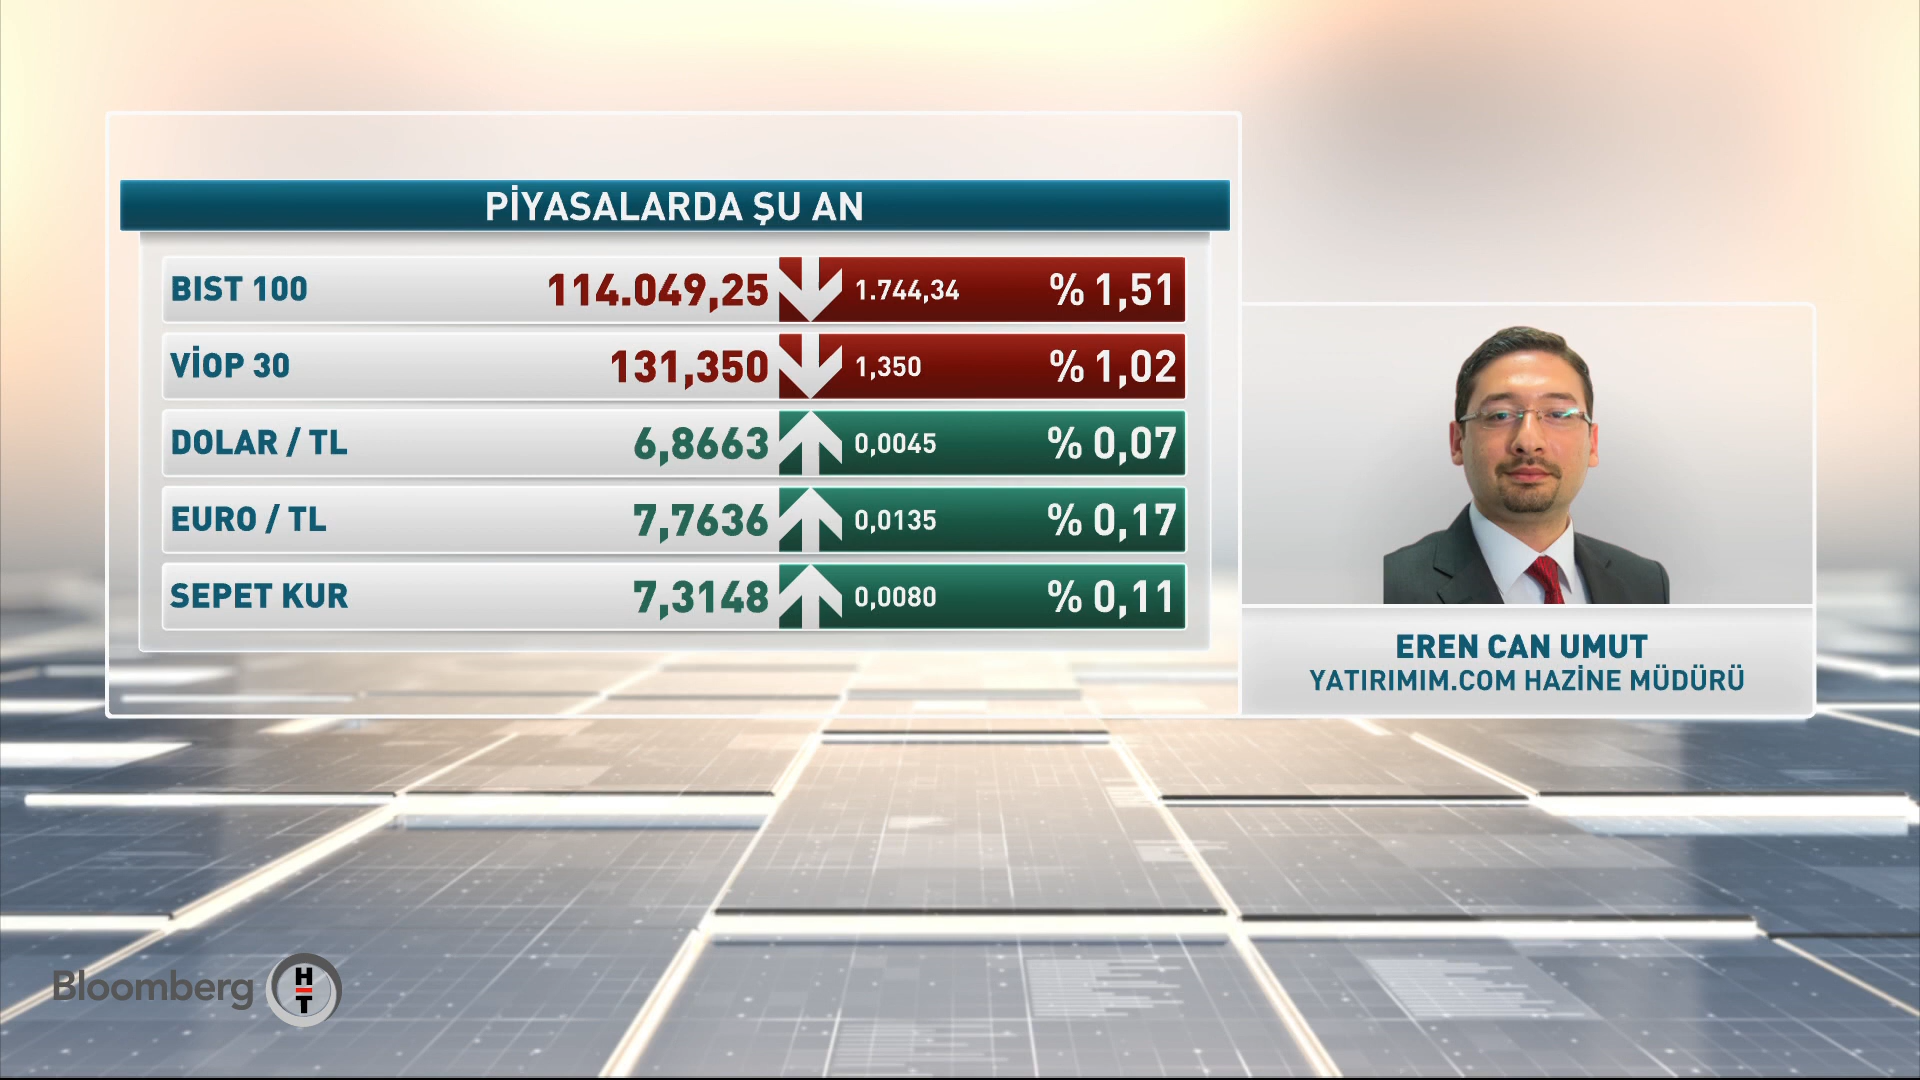 PİYASALARDA ŞU AN
BIST 100 114.049,25 1.744,34 % 1,51
VİOP 30 131,350 1,350 % 1,02
DOLAR / TL 6,8663 0,0045 % 0,07
EURO / TL 7,7636 0,0135 % 0,17
SEPET KUR 7,3148 0,0080 % 0,11
EREN CAN UMUT
YATIRIMIM.COM HAZİNE MÜDÜRÜ
Bloomberg HT